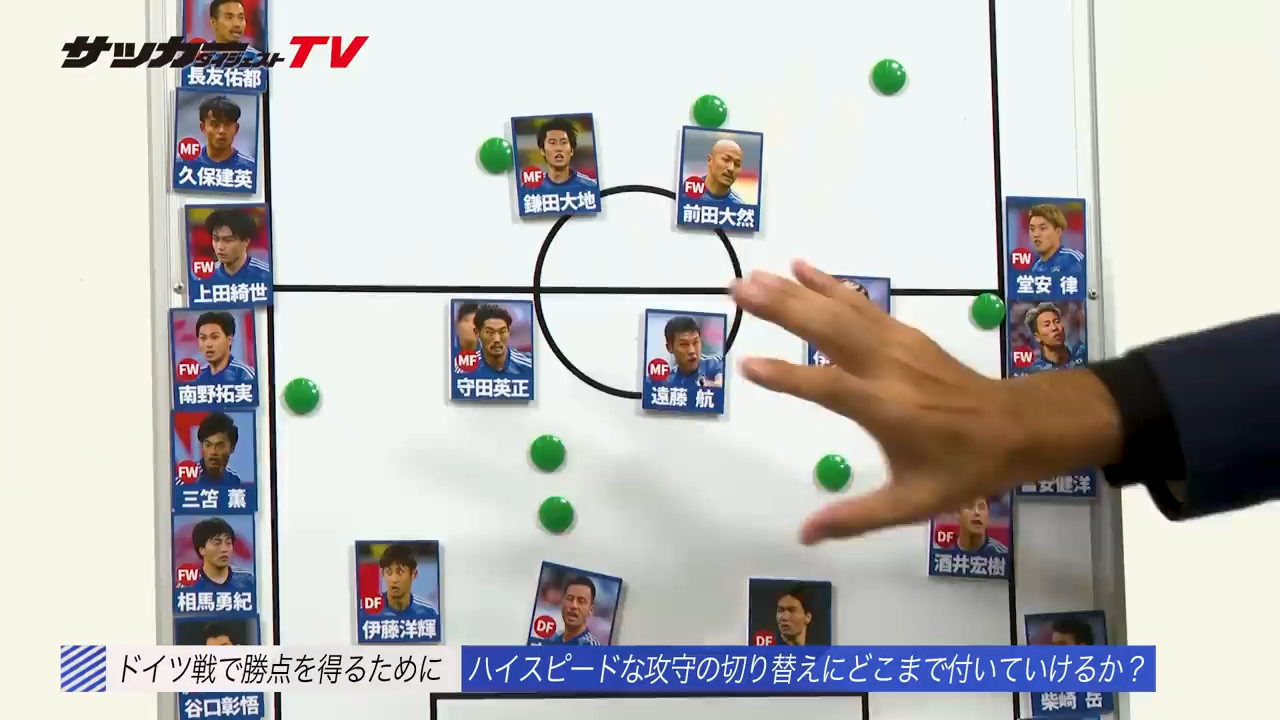 サッカーダイジェストTV
長友佑都
MF
久保建英
FW
上田綺世
FW
南野拓実
FW
三笘 薫
FW
相馬勇紀
谷口彰悟
MF
鎌田大地
FW
前田大然
MF
守田英正
MF
遠藤 航
伊
DF
伊藤洋輝
DF
DF
FW
堂安 律
FW
冨安健洋
DF
酒井宏樹
柴崎 岳
ドイツ戦で勝点を得るために
ハイスピードな攻守の切り替えにどこまで付いていけるか？